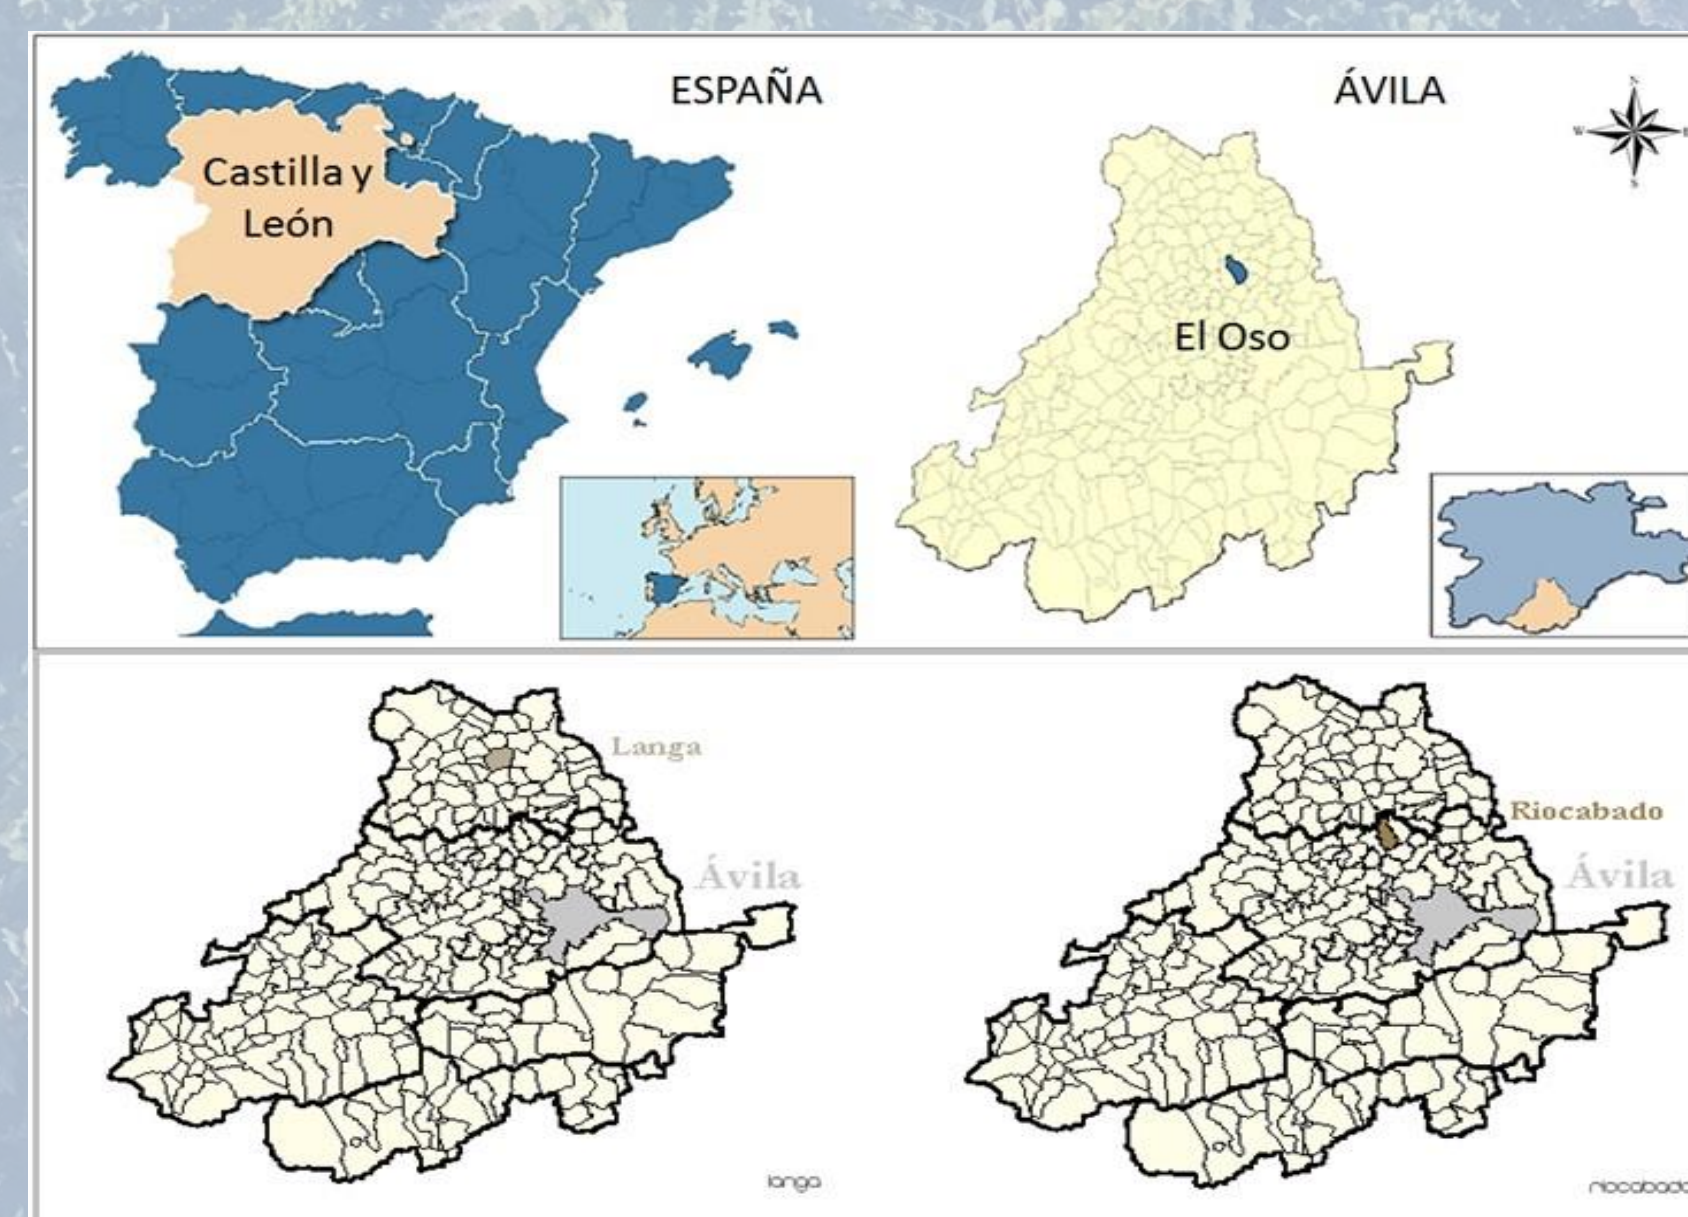 ESPAÑA
ÁVILA
Castilla y
León
N
W
E
S
El Oso
Langa
Ávila
langa
Riocabado
Ávila
riocabado